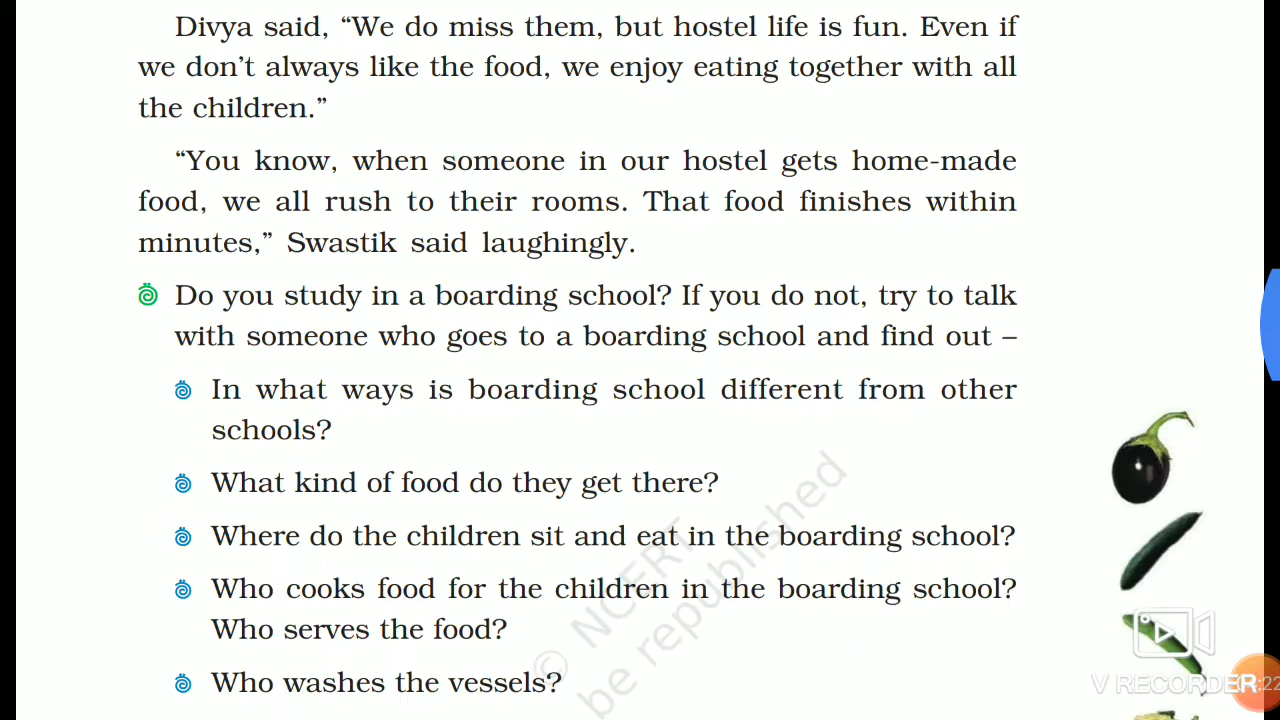 Divya said, “We do miss them, but hostel life is fun. Even if
we don’t always like the food, we enjoy eating together with all
the children.”
“You know, when someone in our hostel gets home-made
food, we all rush to their rooms. That food finishes within
minutes,” Swastik said laughingly.
Do you study in a boarding school? If you do not, try to talk
with someone who goes to a boarding school and find out –
In what ways is boarding school different from other
schools?
What kind of food do they get there?
Where do the children sit and eat in the boarding school?
Who cooks food for the children in the boarding school?
Who serves the food?
Who washes the vessels?
© NCERT
be republished
V RECORDER
:22